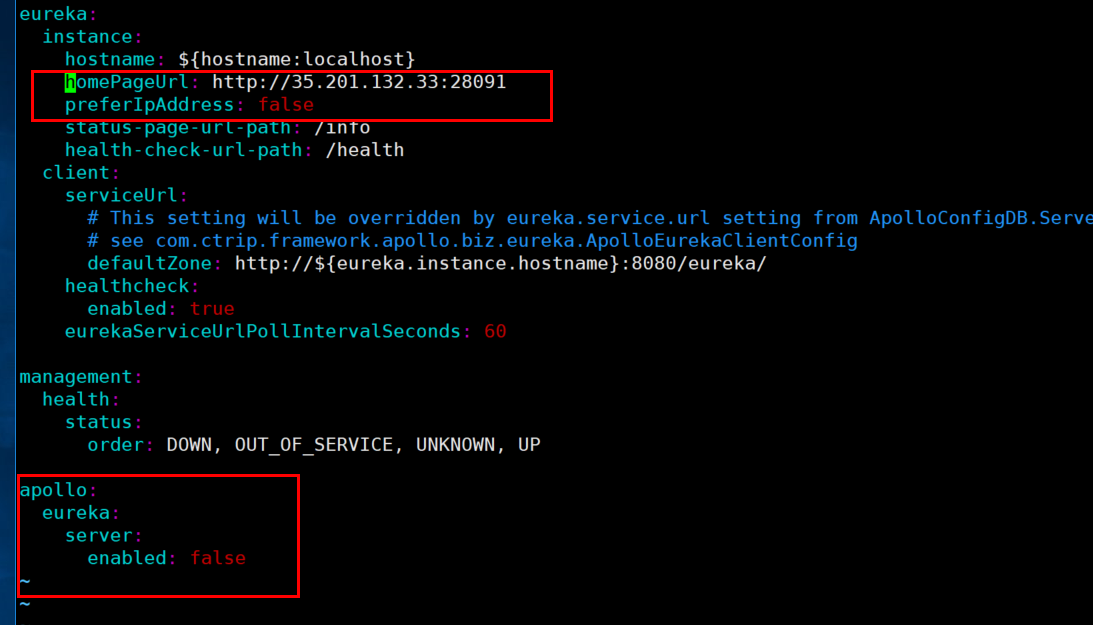 eureka:
  instance:
    hostname: ${hostname:localhost}
    homePageUrl: http://35.201.132.33:28091
    preferIpAddress: false
    status-page-url-path: /info
    health-check-url-path: /health
  client:
    serviceUrl:
      # This setting will be overridden by eureka.service.url setting from ApolloConfigDB.Serve
      # see com.ctrip.framework.apollo.biz.eureka.ApolloEurekaClientConfig
      defaultZone: http://${eureka.instance.hostname}:8080/eureka/
    healthcheck:
      enabled: true
    eurekaServiceUrlPollIntervalSeconds: 60
management:
  health:
    status:
      order: DOWN, OUT_OF_SERVICE, UNKNOWN, UP
apollo:
  eureka:
    server:
      enabled: false
~
~